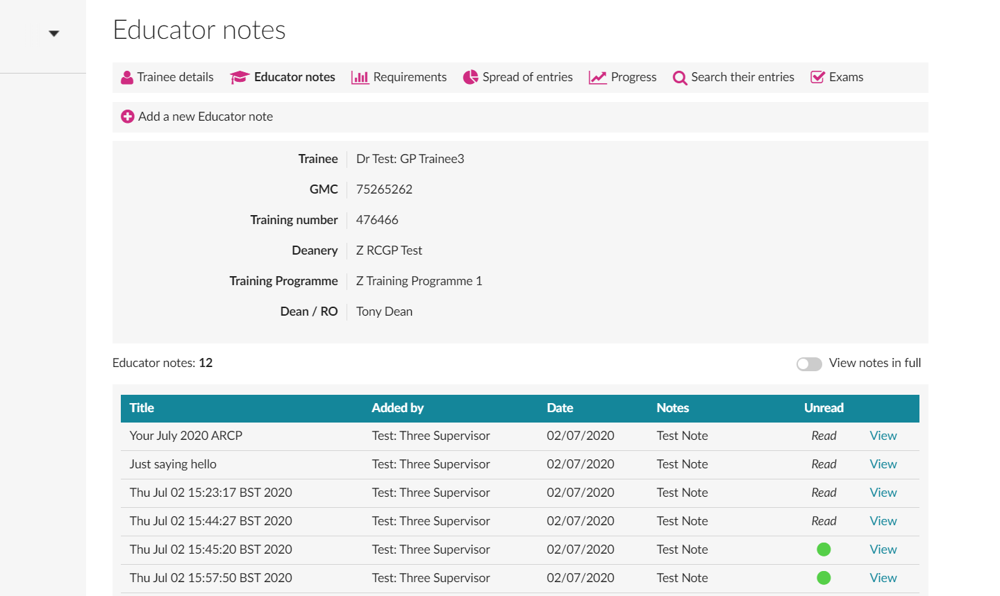 Educator notes
Trainee details Educator notes Requirements Spread of entries Progress Search their entries Exams
Add a new Educator note
Trainee Dr Test: GP Trainee3
GMC 75265262
Training number 476466
Deanery Z RCGP Test
Training Programme Z Training Programme 1
Dean / RO Tony Dean
Educator notes: 12 View notes in full
Title Added by Date Notes Unread
Your July 2020 ARCP Test: Three Supervisor 02/07/2020 Test Note Read View
Just saying hello Test: Three Supervisor 02/07/2020 Test Note Read View
Thu Jul 02 15:23:17 BST 2020 Test: Three Supervisor 02/07/2020 Test Note Read View
Thu Jul 02 15:44:27 BST 2020 Test: Three Supervisor 02/07/2020 Test Note Read View
Thu Jul 02 15:45:20 BST 2020 Test: Three Supervisor 02/07/2020 Test Note View
Thu Jul 02 15:57:50 BST 2020 Test: Three Supervisor 02/07/2020 Test Note View